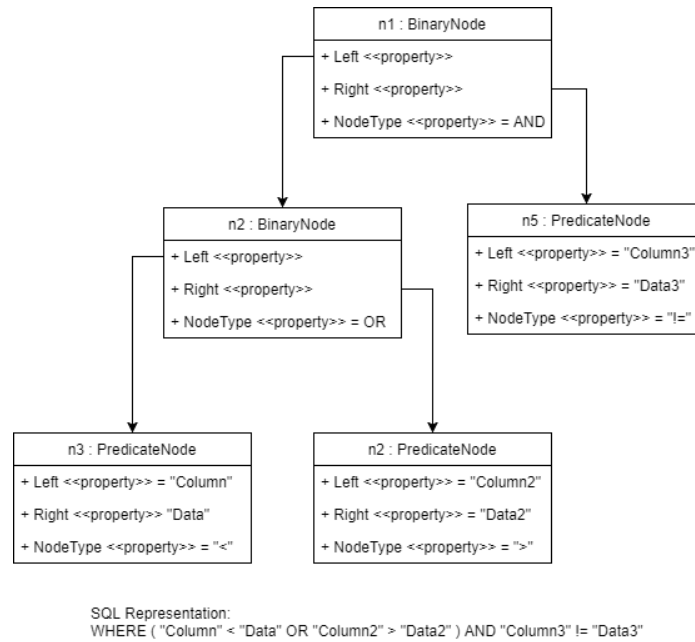 n1 : BinaryNode
+ Left <<property>>
+ Right <<property>>
+ NodeType <<property>> = AND
n2 : BinaryNode
+ Left <<property>>
+ Right <<property>>
+ NodeType <<property>> = OR
n5 : PredicateNode
+ Left <<property>> = "Column3"
+ Right <<property>> = "Data3"
+ NodeType <<property>> = "!="
n3 : PredicateNode
+ Left <<property>> = "Column"
+ Right <<property>> "Data"
+ NodeType <<property>> = "<"
n2 : PredicateNode
+ Left <<property>> = "Column2"
+ Right <<property>> = "Data2"
+ NodeType <<property>> = ">"
SQL Representation:
WHERE ( "Column" < "Data" OR "Column2" > "Data2" ) AND "Column3" != "Data3"